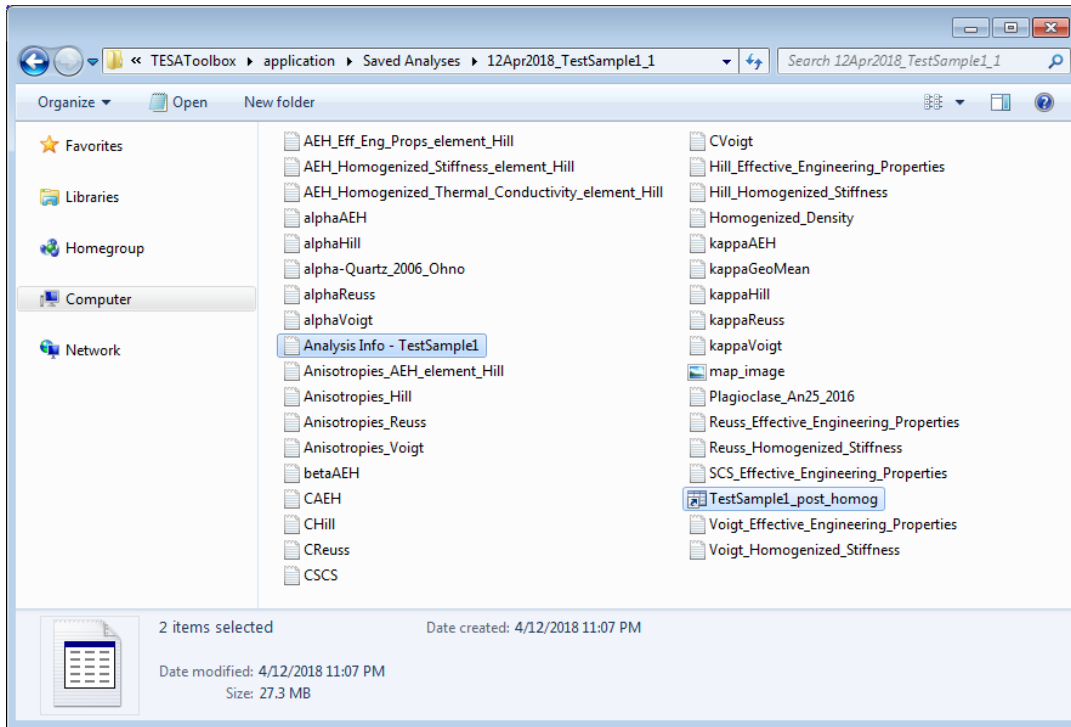 « TESAToolbox ▸ application ▸ Saved Analyses ▸ 12Apr2018_TestSample1_1
Search 12Apr2018_TestSample1_1
Organize Open New folder
Favorites
Libraries
Homegroup
Computer
Network
AEH_Eff_Eng_Props_element_Hill
AEH_Homogenized_Stiffness_element_Hill
AEH_Homogenized_Thermal_Conductivity_element_Hill
alphaAEH
alphaHill
alpha-Quartz_2006_Ohno
alphaReuss
alphaVoigt
Analysis Info - TestSample1
Anisotropies_AEH_element_Hill
Anisotropies_Hill
Anisotropies_Reuss
Anisotropies_Voigt
betaAEH
CAEH
CHill
CReuss
CSCS
CVoigt
Hill_Effective_Engineering_Properties
Hill_Homogenized_Stiffness
Homogenized_Density
kappaAEH
kappaGeoMean
kappaHill
kappaReuss
kappaVoigt
map_image
Plagioclase_An25_2016
Reuss_Effective_Engineering_Properties
Reuss_Homogenized_Stiffness
SCS_Effective_Engineering_Properties
TestSample1_post_homog
Voigt_Effective_Engineering_Properties
Voigt_Homogenized_Stiffness
2 items selected Date created: 4/12/2018 11:07 PM
Date modified: 4/12/2018 11:07 PM
Size: 27.3 MB